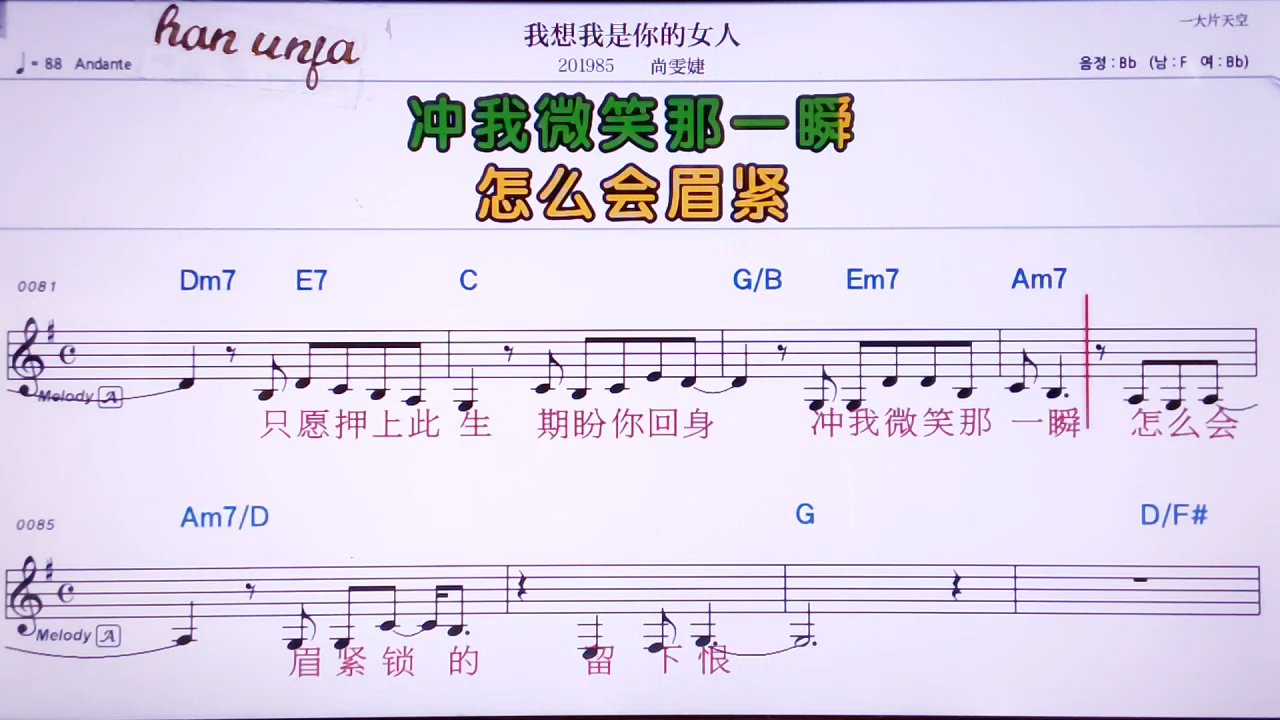 han unja
我想我是你的女人
一大片天空
♩= 88 Andante
201985 尚雯婕
음정 : Bb (남 : F 여 : Bb)
冲我微笑那一瞬
怎么会眉紧
0081 Dm7 E7 C G/B Em7 Am7
Melody A
只愿押上此生 期盼你回身 冲我微笑那一瞬 怎么会
0085 Am7/D G D/F#
Melody A
眉紧锁的 留下恨